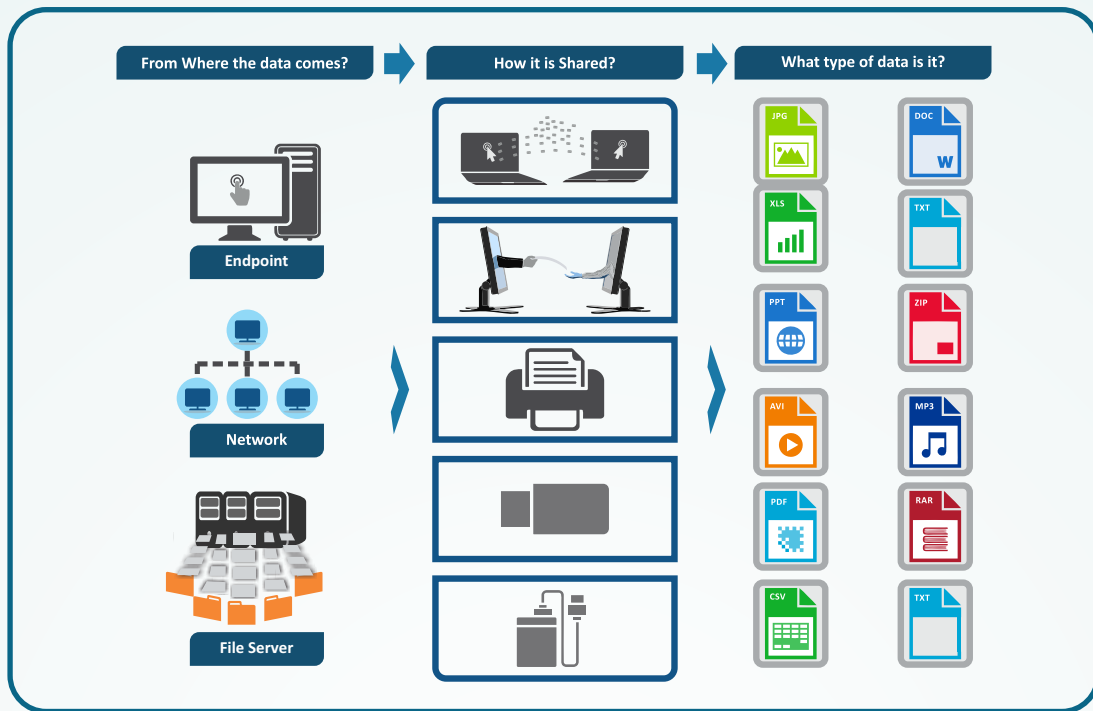 From Where the data comes?
How it is Shared?
What type of data is it?
JPG
DOC
W
XLS
TXT
Endpoint
PPT
ZIP
Network
AVI
MP3
PDF
RAR
CSV
TXT
File Server